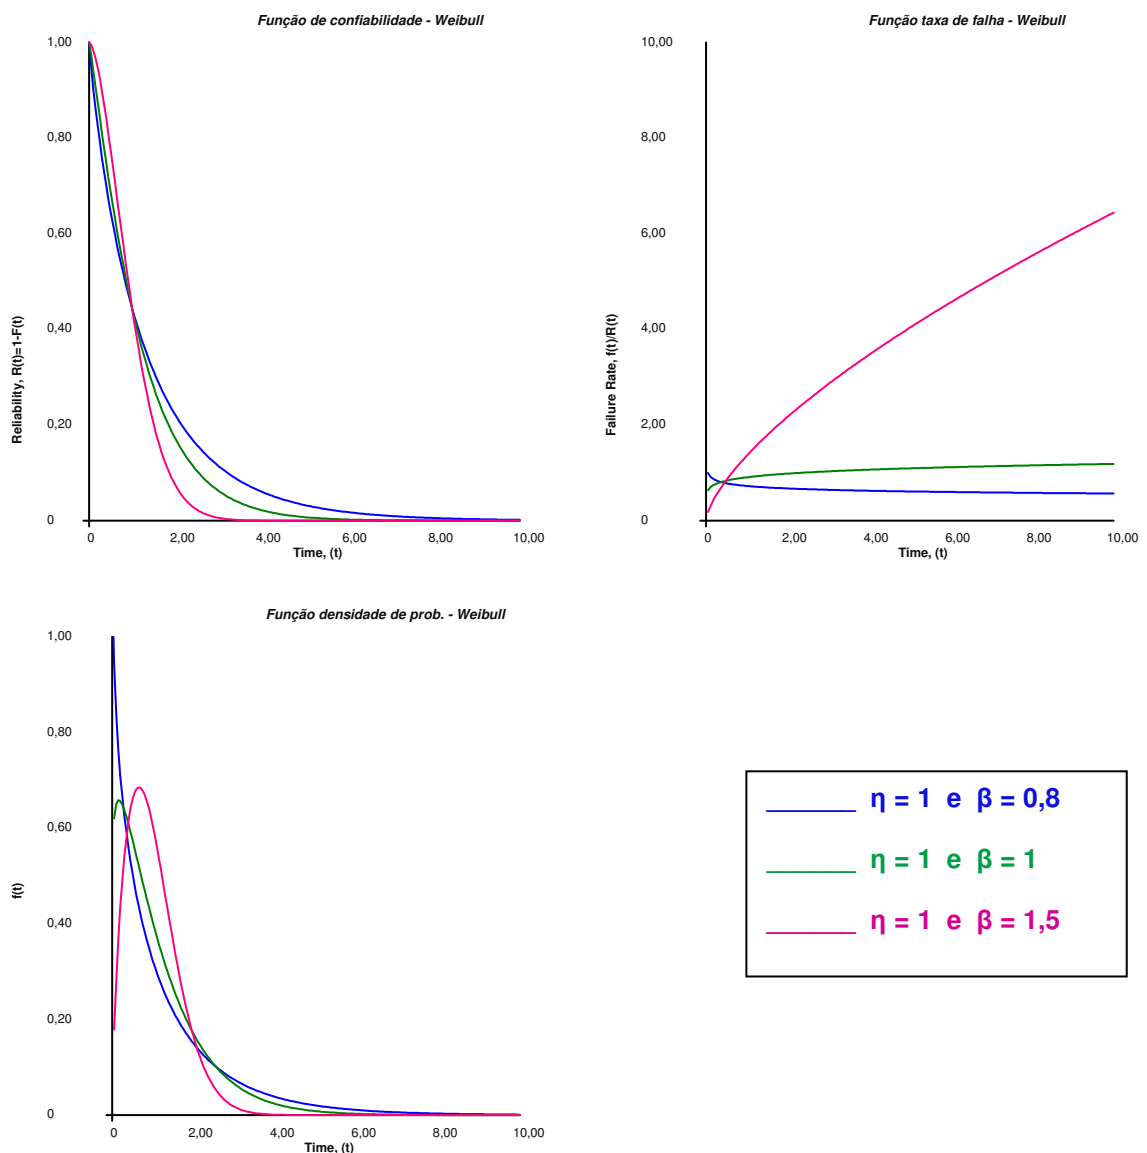 Função de confiabilidade - Weibull
1,00
0,80
0,60
0,40
0,20
0
Reliability, R(t)=1-F(t)
0 2,00 4,00 6,00 8,00 10,00
Time, (t)
Função taxa de falha - Weibull
10,00
8,00
6,00
4,00
2,00
0
Failure Rate, f(t)/R(t)
0 2,00 4,00 6,00 8,00 10,00
Time, (t)
Função densidade de prob. - Weibull
1,00
0,80
0,60
0,40
0,20
0
f(t)
0 2,00 4,00 6,00 8,00 10,00
Time, (t)
η = 1 e β = 0,8
η = 1 e β = 1
η = 1 e β = 1,5